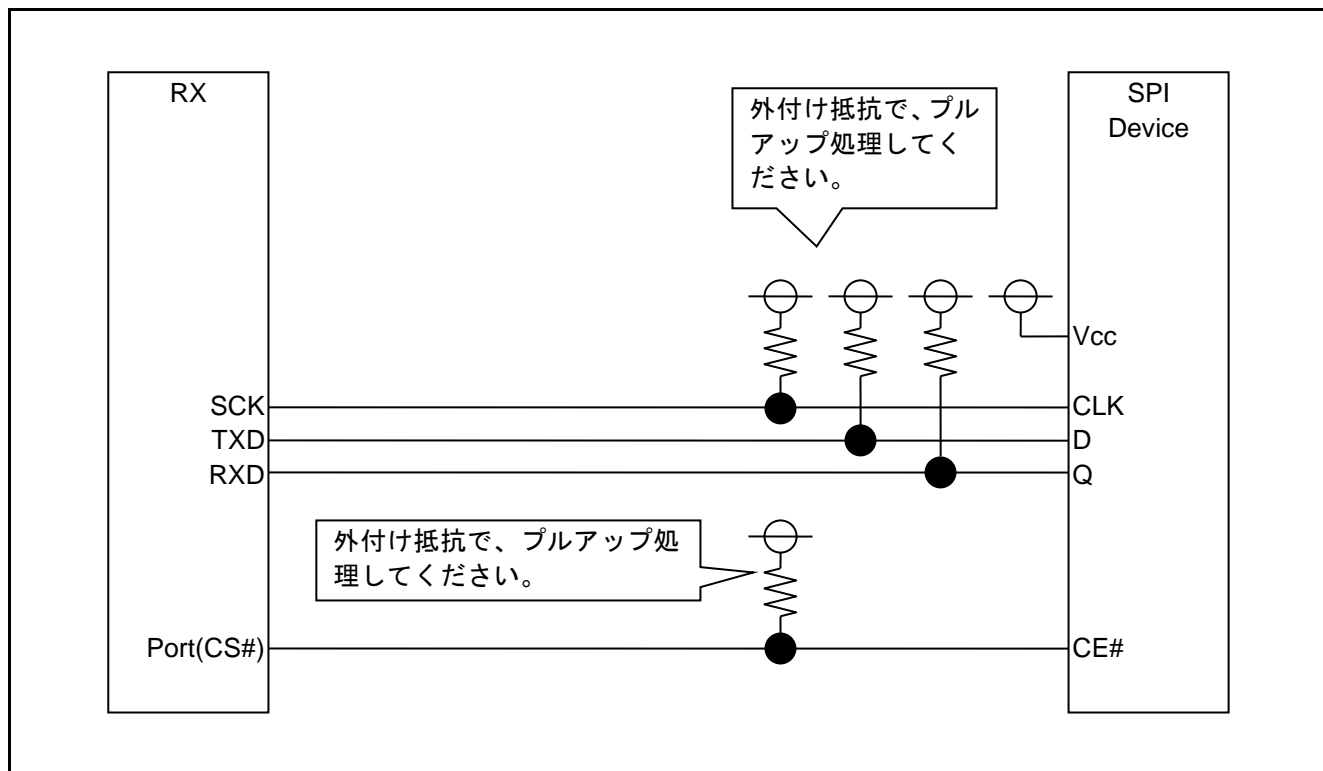 RX
SPI
Device
外付け抵抗で、プル
アップ処理してく
ださい。
Vcc
SCK
CLK
TXD
D
RXD
Q
外付け抵抗で、プルアップ処
理してください。
Port(CS#)
CE#